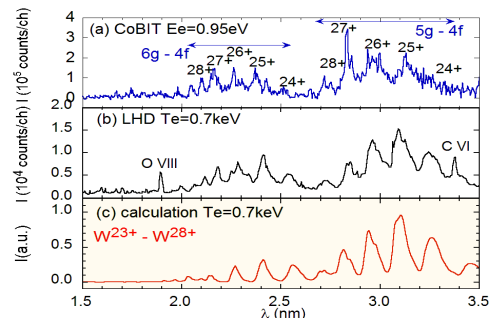 (a) CoBIT Ee=0.95eV
5g - 4f
6g - 4f
28+
27+
26+
25+
24+
28+
27+
26+
25+
24+
I (10⁵ counts/ch)
4
3
2
1
0
(b) LHD Te=0.7keV
O VIII
C VI
I (10⁴ counts/ch)
2.0
1.5
1.0
0.5
0.0
(c) calculation Te=0.7keV
W²³⁺ - W²⁸⁺
I(a.u.)
1.0
0.5
0.0
1.5 2.0 2.5 3.0 3.5
λ (nm)